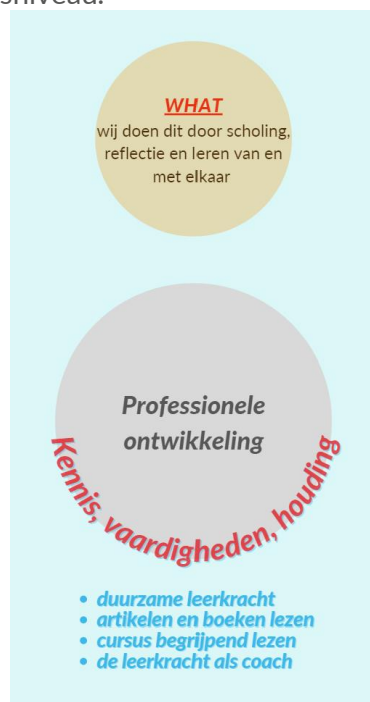 sniveau.
WHAT
wij doen dit door scholing,
reflectie en leren van en
met elkaar
Professionele
ontwikkeling
Kennis, vaardigheden, houding
• duurzame leerkracht
• artikelen en boeken lezen
• cursus begrijpend lezen
• de leerkracht als coach